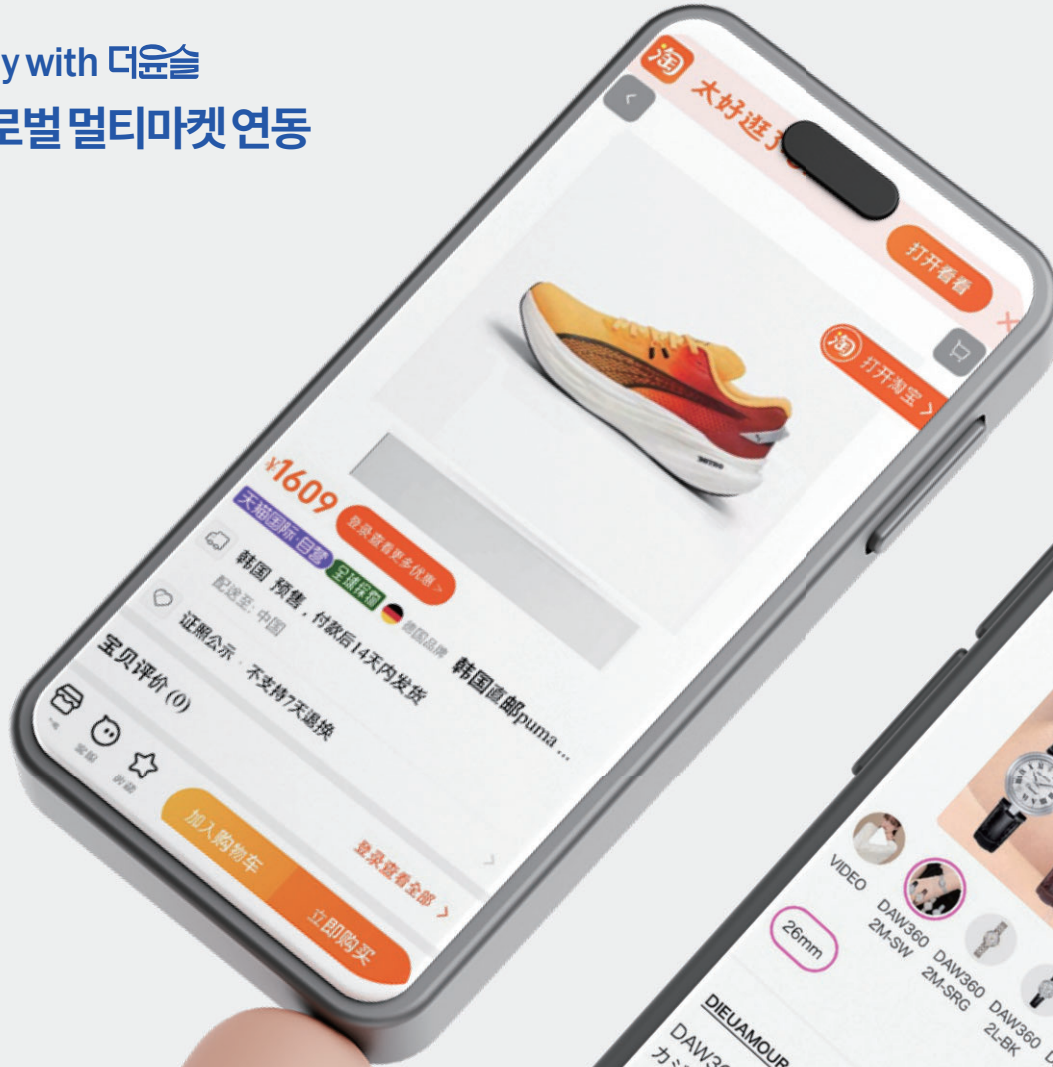 y with 더윤슬
로벌 멀티마켓 연동
淘
太好逛了
打开看看
淘 打开淘宝
¥1609
登录查看更多优惠 >
天猫国际·自营
全球探物
德国品牌
韩国直邮puma ...
韩国 预售，付款后14天内发货
配送至: 中国
证照公示 · 不支持7天退换
宝贝评价 (0)
登录查看全部 >
客服
收藏
加入购物车
立即购买
VIDEO
DAW360
2M-SW
DAW360
2M-SRG
DAW360
2L-BK
26mm
DIEUAMOUR